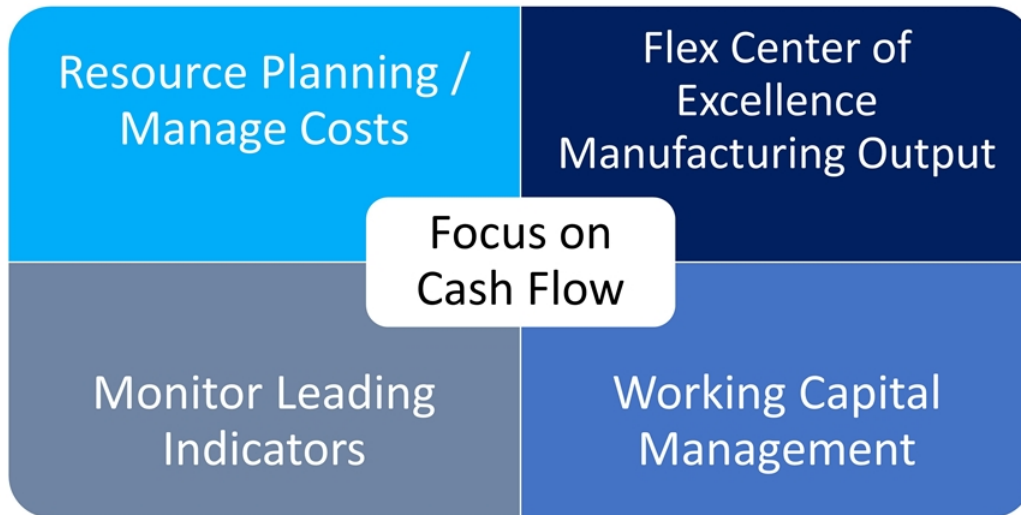 Resource Planning /
Manage Costs
Flex Center of
Excellence
Manufacturing Output
Focus on
Cash Flow
Monitor Leading
Indicators
Working Capital
Management